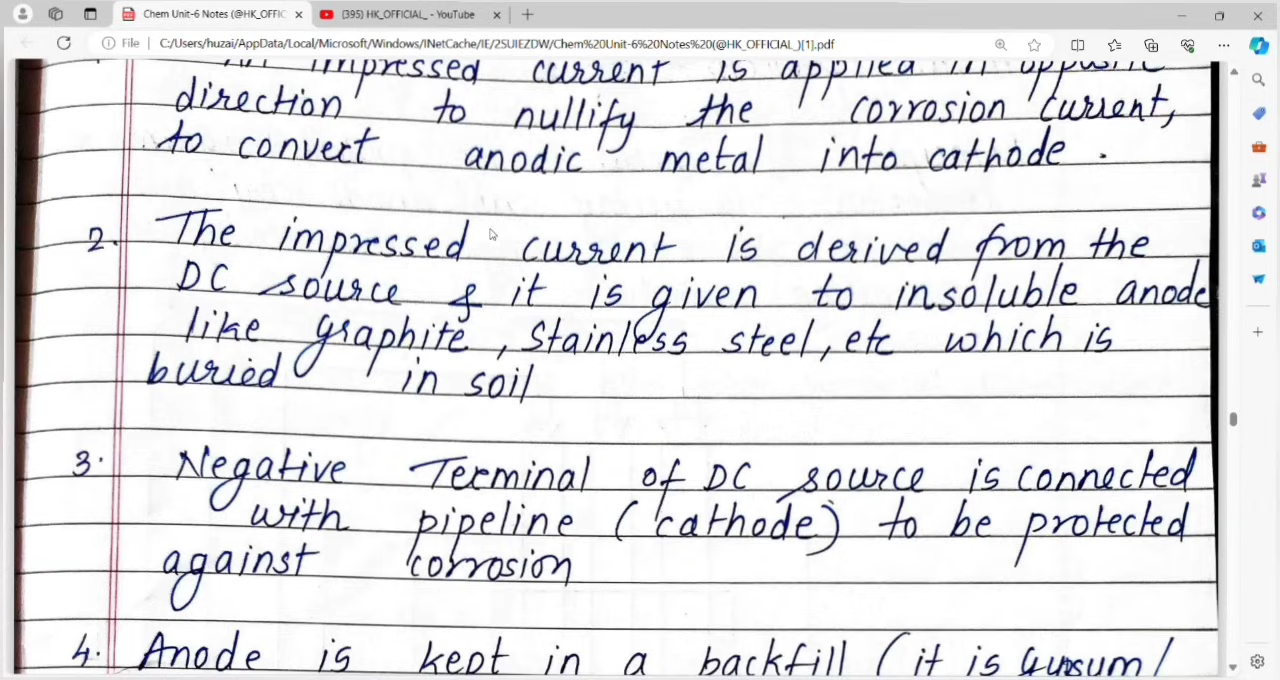 Chem Unit-6 Notes (@HK_OFFIC
(395) HK_OFFICIAL_ - YouTube
File
C:/Users/huzai/AppData/Local/Microsoft/Windows/INetCache/IE/2SUIEZDW/Chem%20Unit-6%20Notes%20(@HK_OFFICIAL_)[1].pdf
An impressed current is applied in opposite
direction to nullify the corrosion current,
to convert anodic metal into cathode .
2. The impressed current is derived from the
DC source & it is given to insoluble anode
like graphite , stainless steel, etc which is
buried in soil
3. Negative Terminal of DC source is connected
with pipeline (cathode) to be protected
against corrosion
4. Anode is kept in a backfill (it is Gypsum /